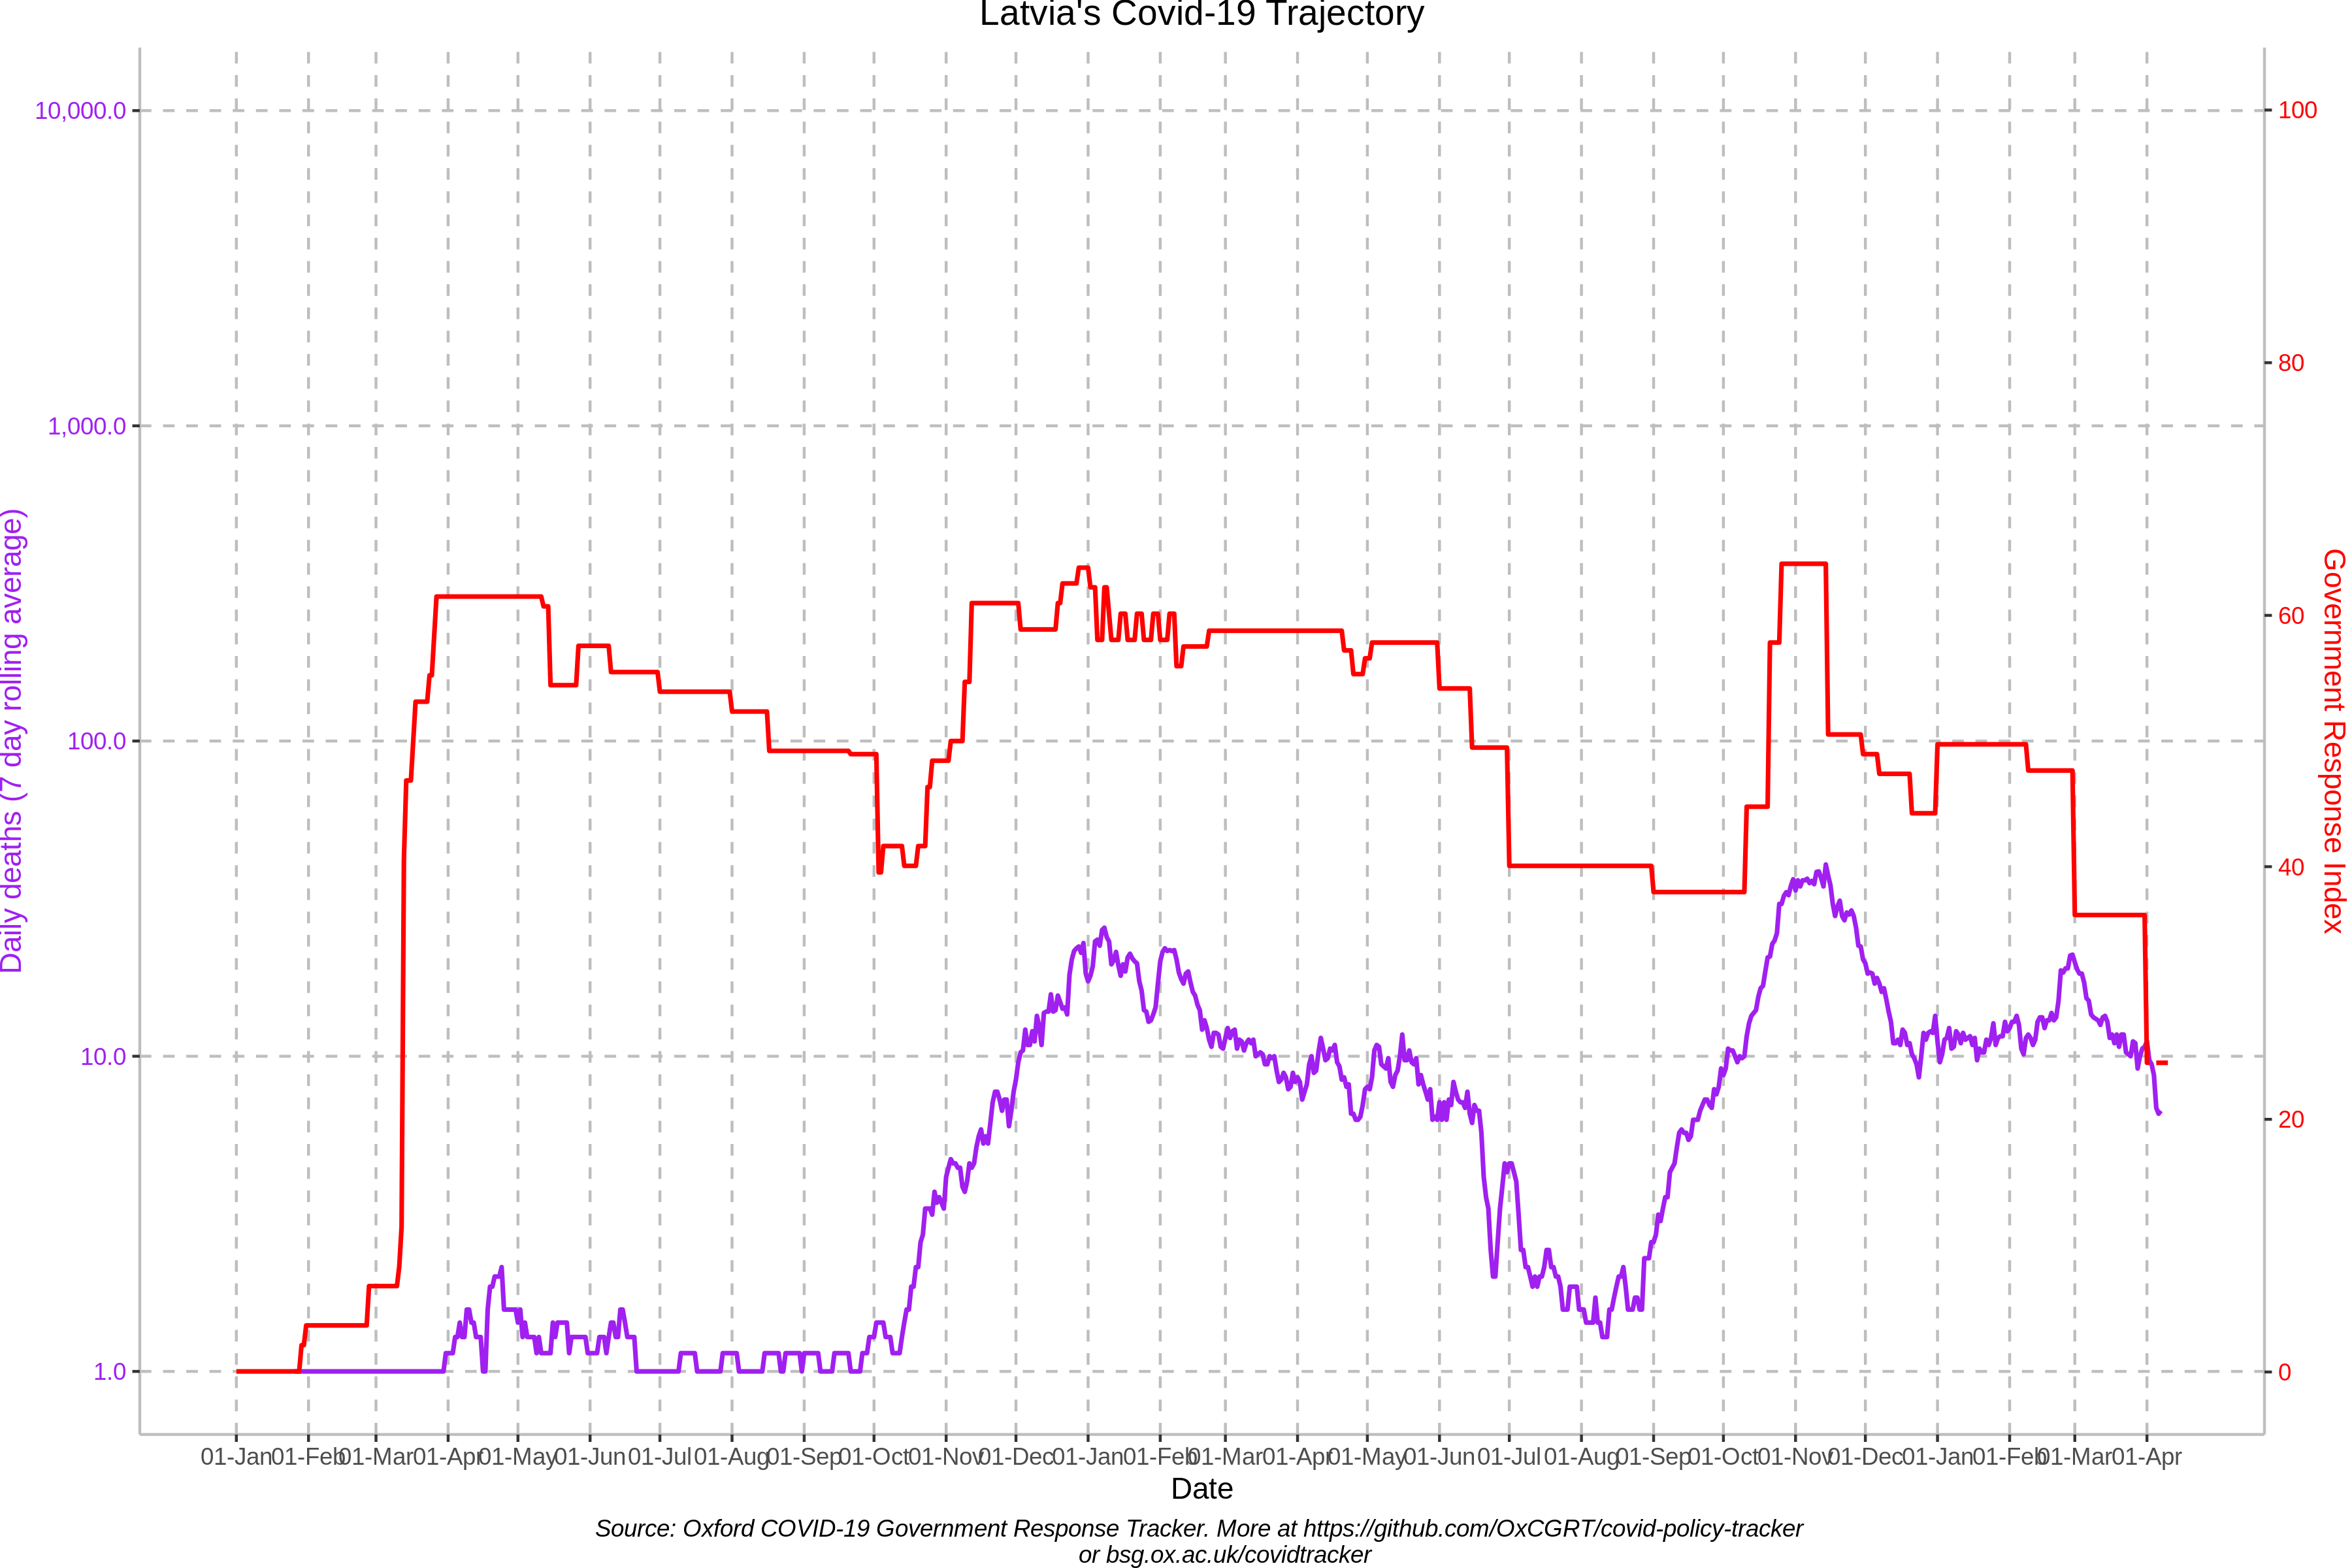 Latvia's Covid-19 Trajectory
10,000.0
1,000.0
100.0
10.0
1.0
Daily deaths (7 day rolling average)
100
80
60
40
20
0
Government Response Index
01-Jan 01-Feb 01-Mar 01-Apr 01-May 01-Jun 01-Jul 01-Aug 01-Sep 01-Oct 01-Nov 01-Dec 01-Jan 01-Feb 01-Mar 01-Apr 01-May 01-Jun 01-Jul 01-Aug 01-Sep 01-Oct 01-Nov 01-Dec 01-Jan 01-Feb 01-Mar 01-Apr
Date
Source: Oxford COVID-19 Government Response Tracker. More at https://github.com/OxCGRT/covid-policy-tracker
or bsg.ox.ac.uk/covidtracker